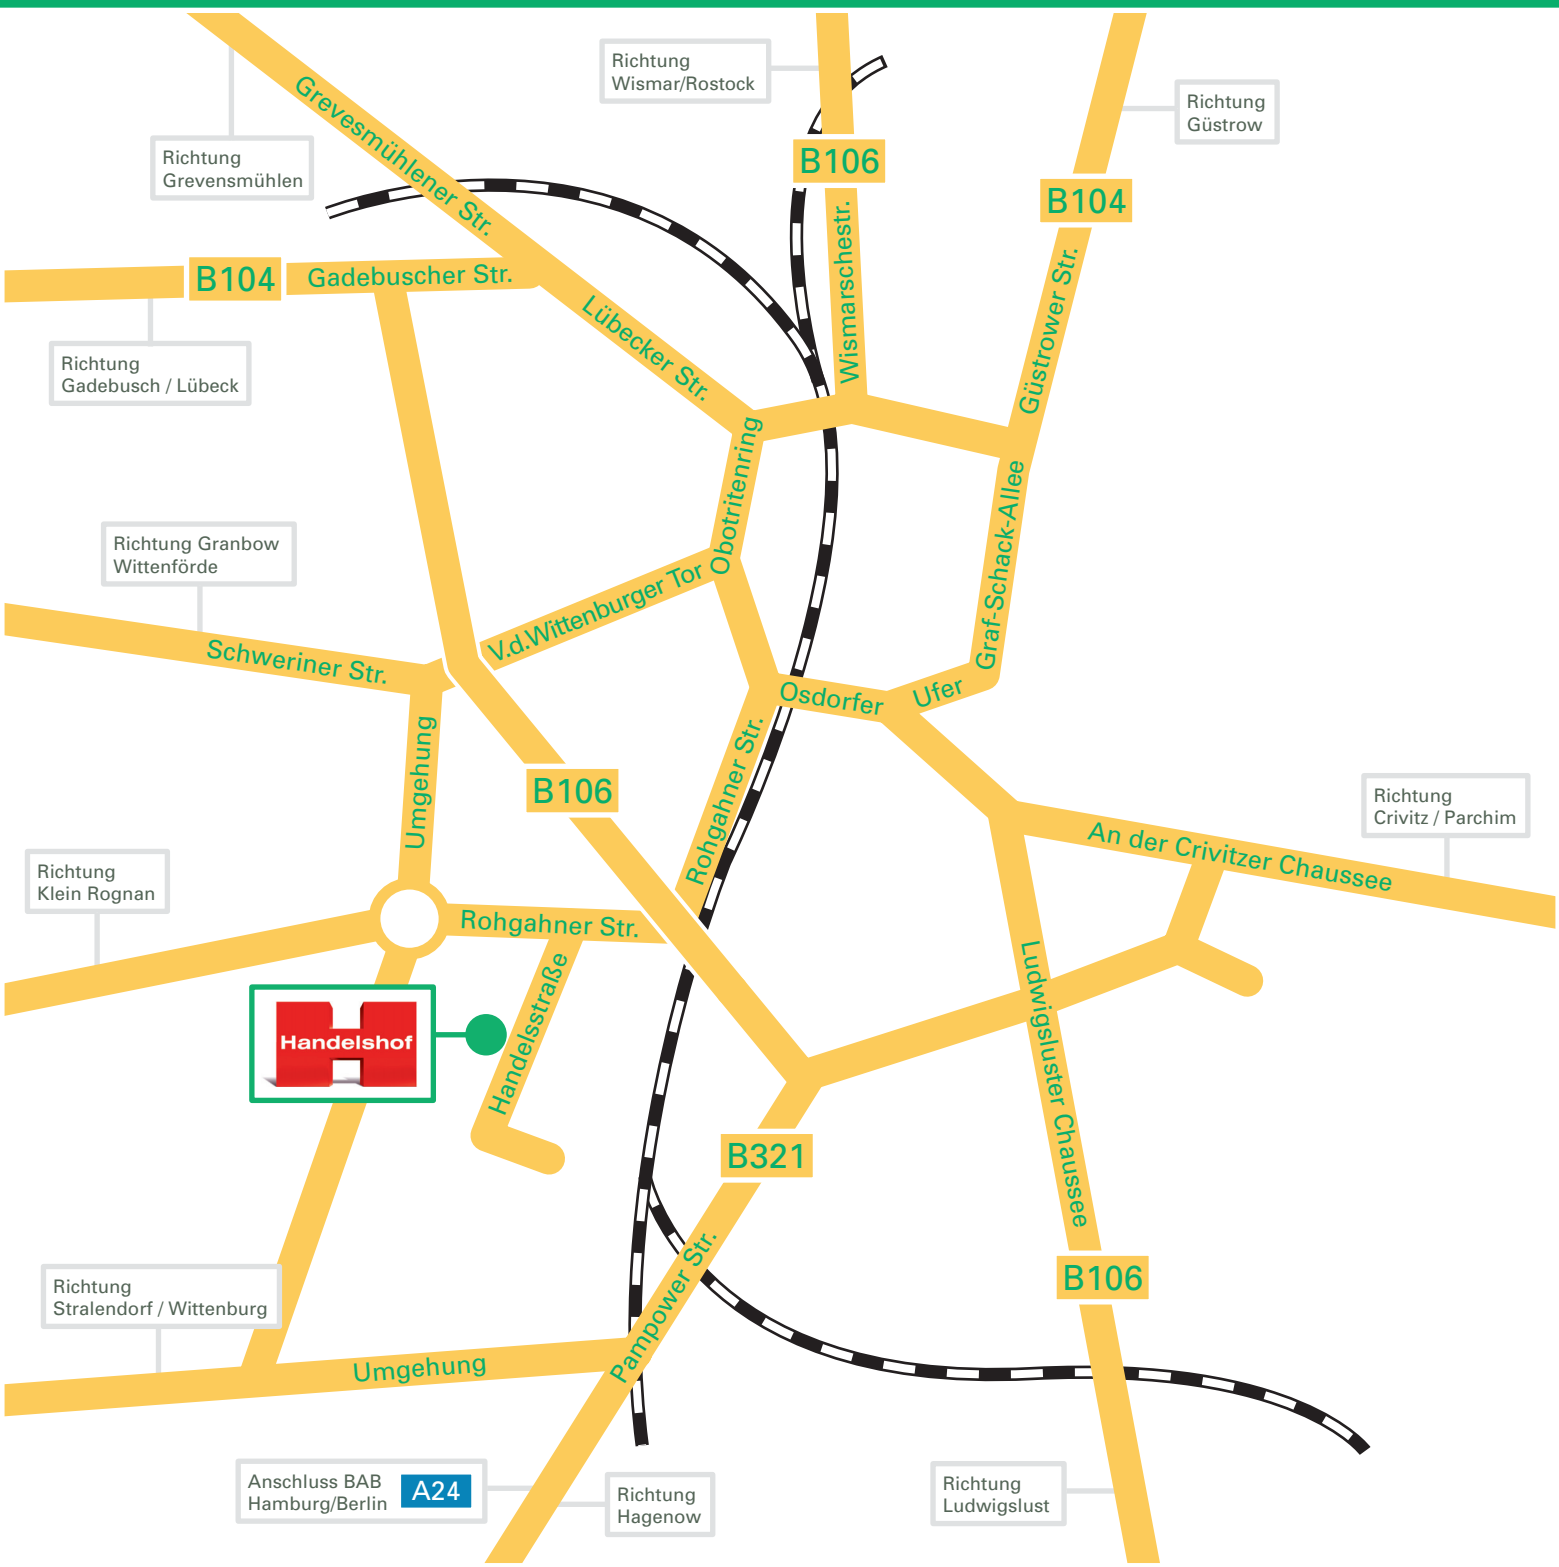 Richtung
Wismar/Rostock
Richtung
Güstrow
Grevesmühlener Str.
Richtung
Grevensmühlen
B106
B104
B104
Gadebuscher Str.
Wismarschestr.
Güstrower Str.
Lübecker Str.
Richtung
Gadebusch / Lübeck
Obotritenring
Graf-Schack-Allee
Richtung Granbow
Wittenförde
V.d.Wittenburger Tor
Schweriner Str.
Osdorfer
Ufer
Umgehung
B106
Rohgahner Str.
Richtung
Crivitz / Parchim
An der Crivitzer Chaussee
Richtung
Klein Rognan
Rohgahner Str.
Handelsstraße
Handelshof
Ludwigsluster Chaussee
B321
Pampower Str.
B106
Richtung
Stralendorf / Wittenburg
Umgehung
Anschluss BAB
Hamburg/Berlin
A24
Richtung
Hagenow
Richtung
Ludwigslust